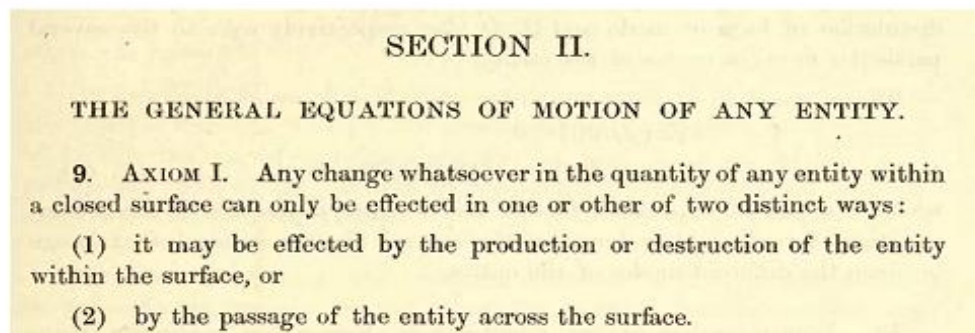 SECTION II.
THE GENERAL EQUATIONS OF MOTION OF ANY ENTITY.
9. AXIOM I. Any change whatsoever in the quantity of any entity within
a closed surface can only be effected in one or other of two distinct ways:
(1) it may be effected by the production or destruction of the entity
within the surface, or
(2) by the passage of the entity across the surface.